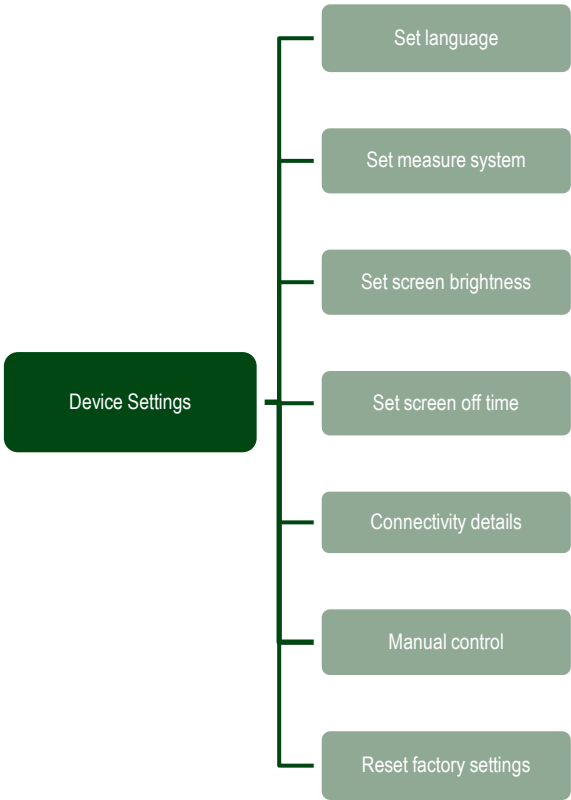 Set language
Set measure system
Set screen brightness
Device Settings
Set screen off time
Connectivity details
Manual control
Reset factory settings